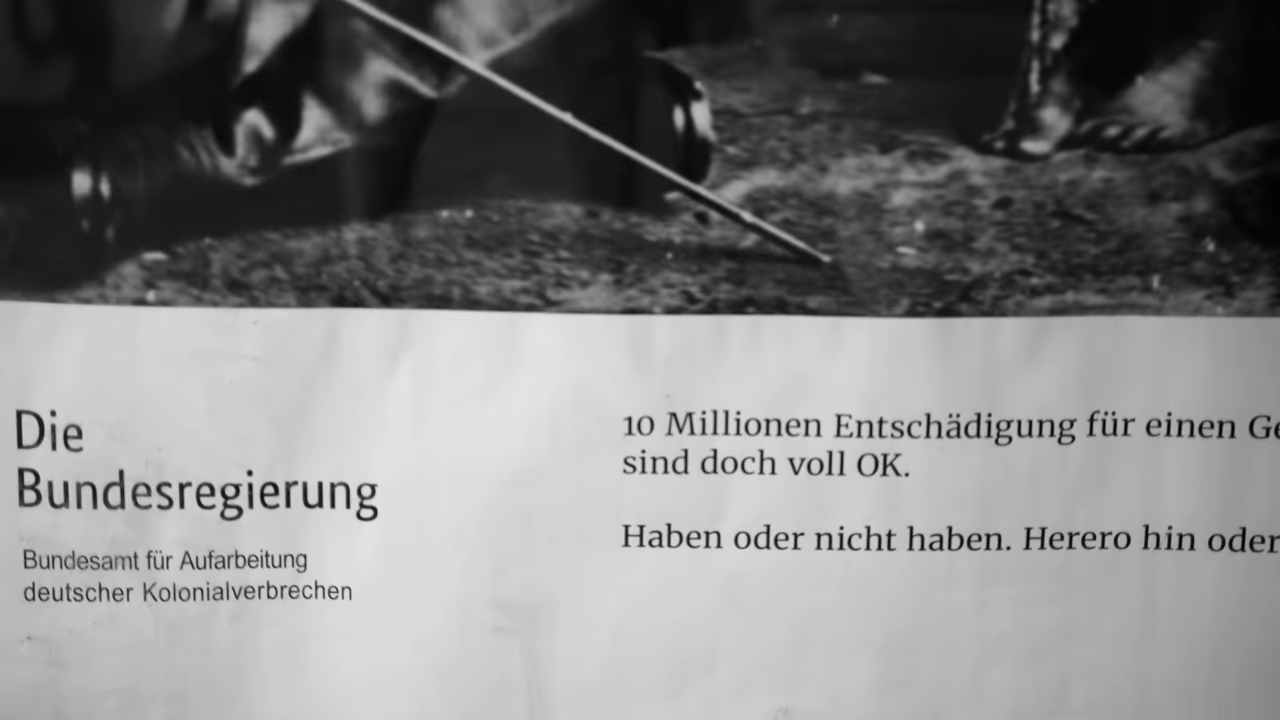 Die
Bundesregierung
Bundesamt für Aufarbeitung
deutscher Kolonialverbrechen
10 Millionen Entschädigung für einen
sind doch voll OK.
Haben oder nicht haben. Herero hin oder